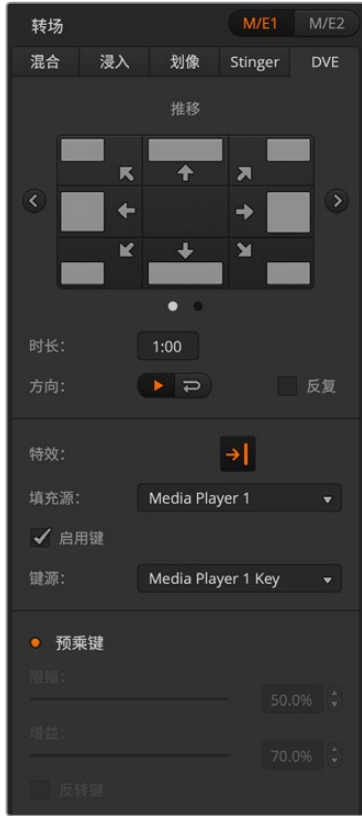 转场 M/E1 M/E2
混合 浸入 划像 Stinger DVE
推移
时长: 1:00
方向: 反复
特效:
填充源: Media Player 1
启用键
键源: Media Player 1 Key
预乘键
限幅:
50.0%
增益:
70.0%
反转键